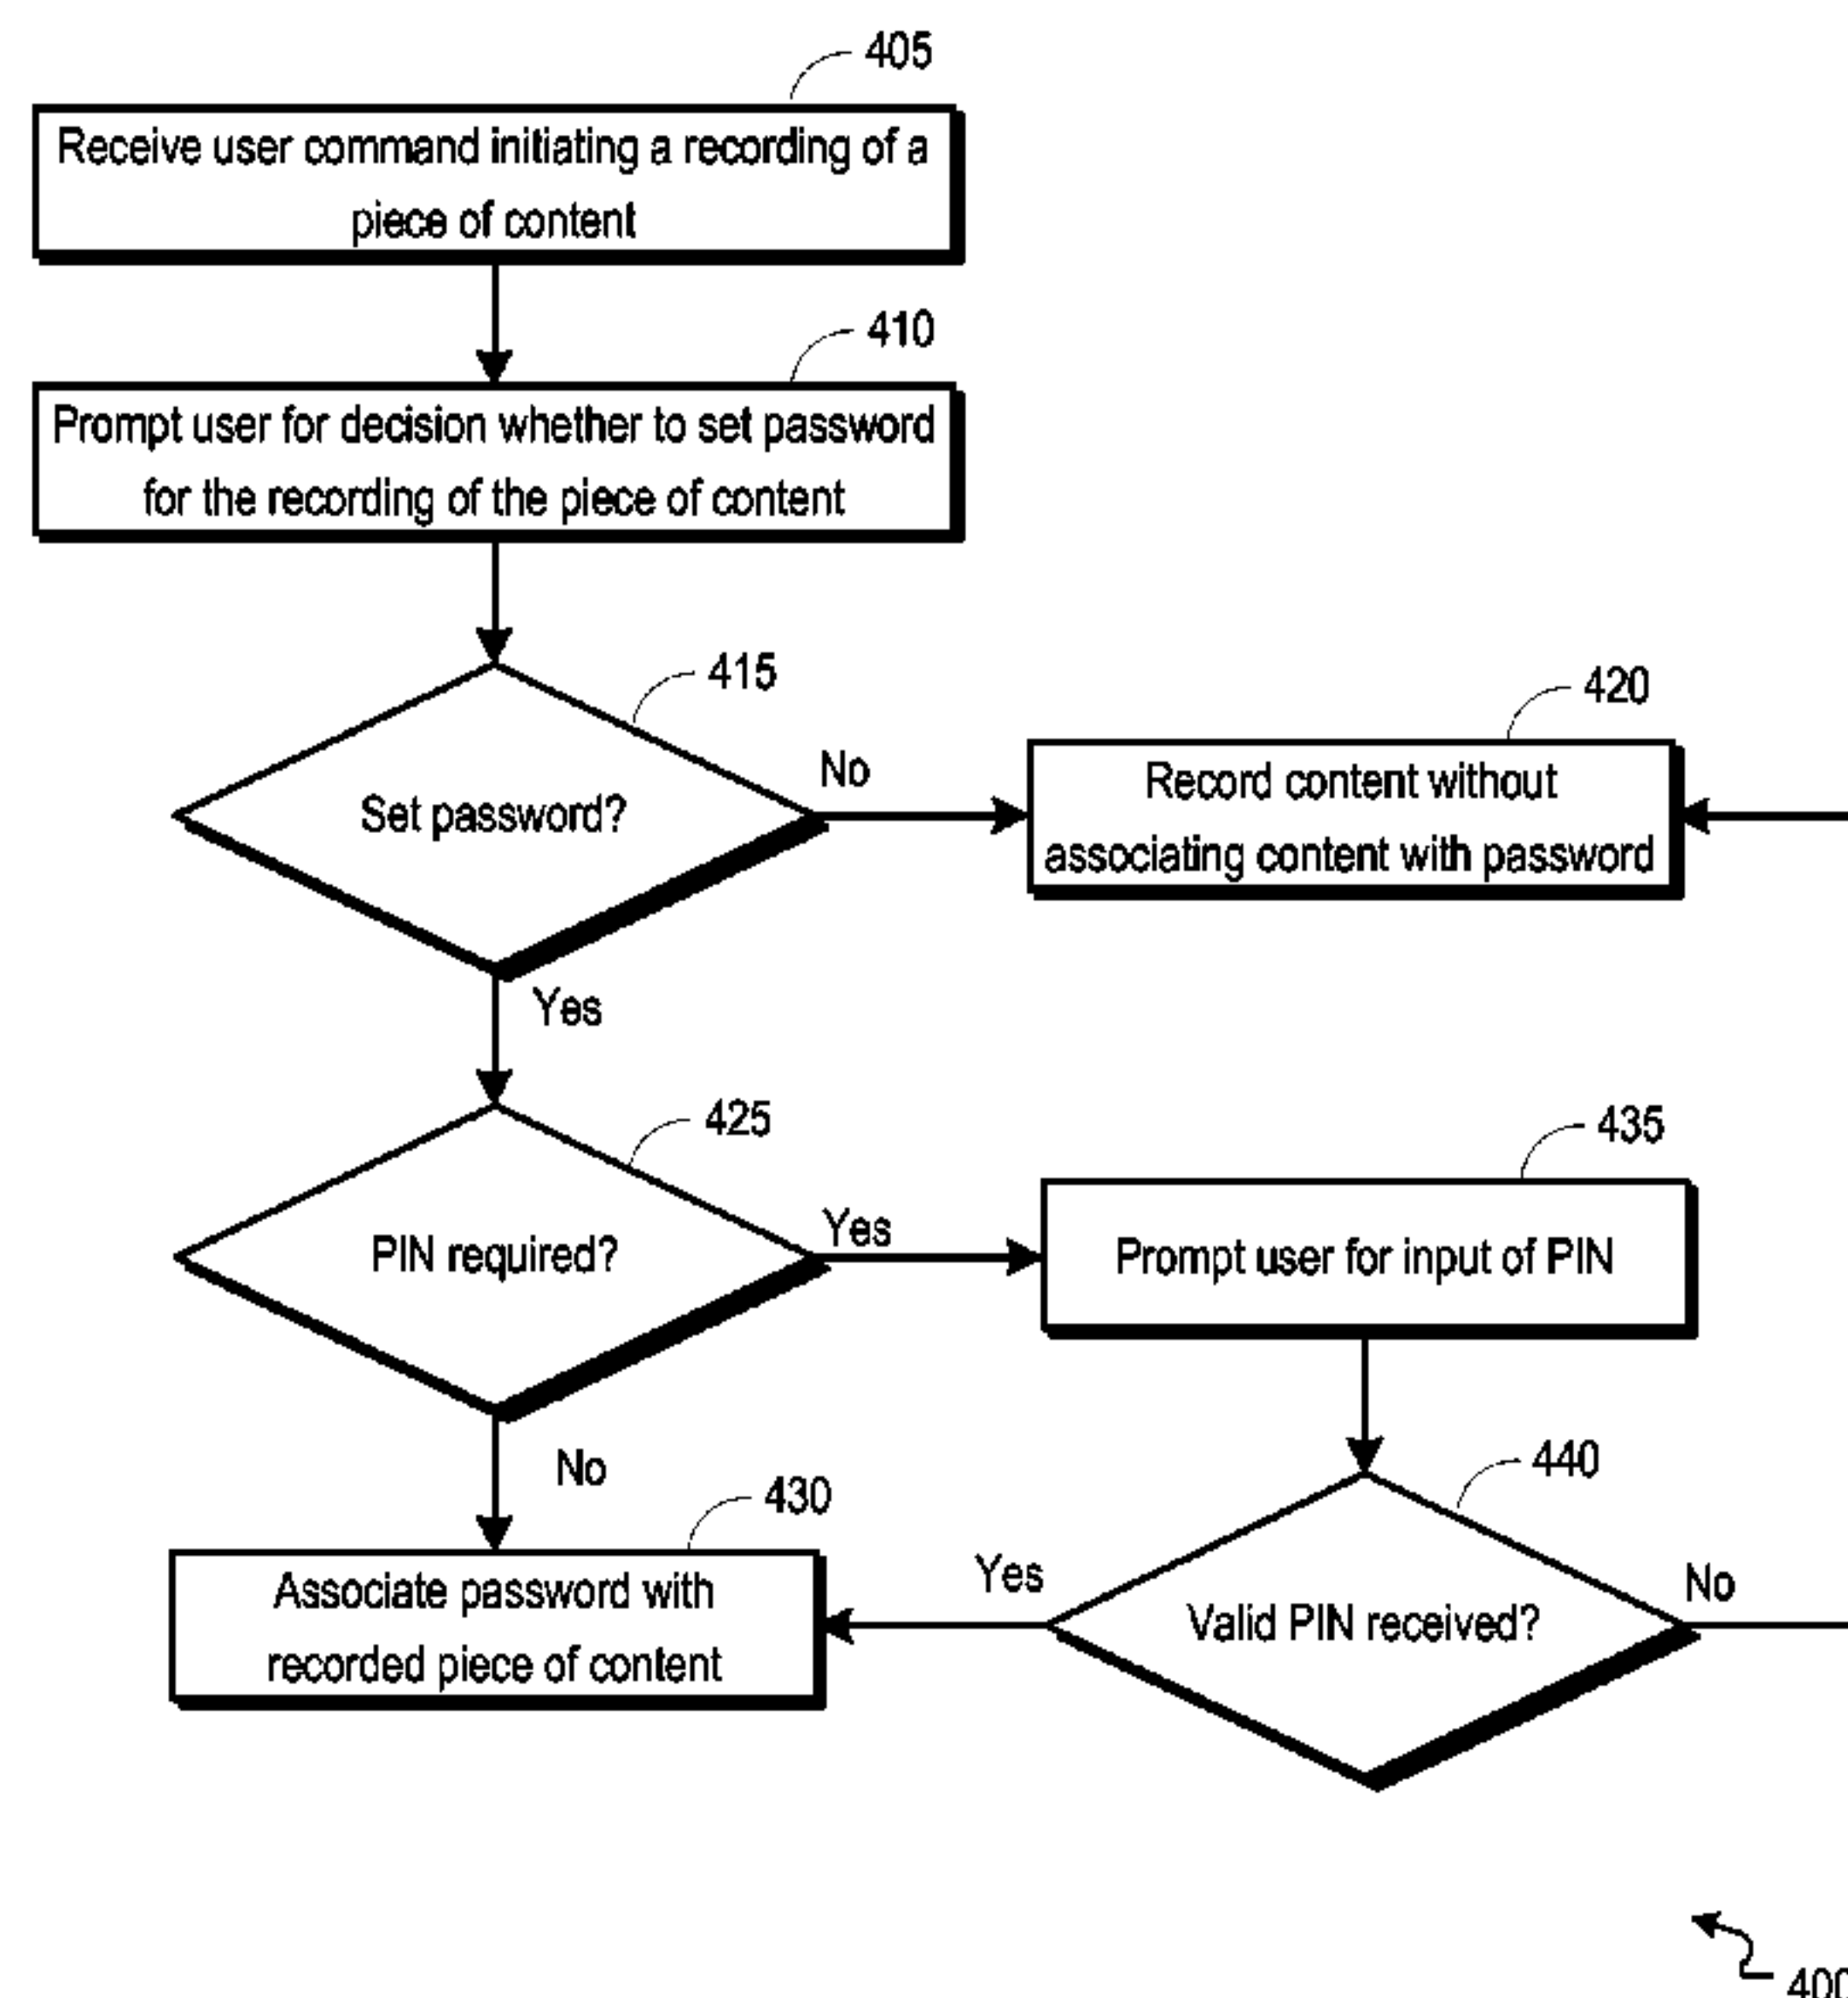 405
Receive user command initiating a recording of a
piece of content
410
Prompt user for decision whether to set password
for the recording of the piece of content
415
Set password?
No
420
Record content without
associating content with password
Yes
425
PIN required?
Yes
435
Prompt user for input of PIN
No
430
Associate password with
recorded piece of content
440
Yes
Valid PIN received?
No
400